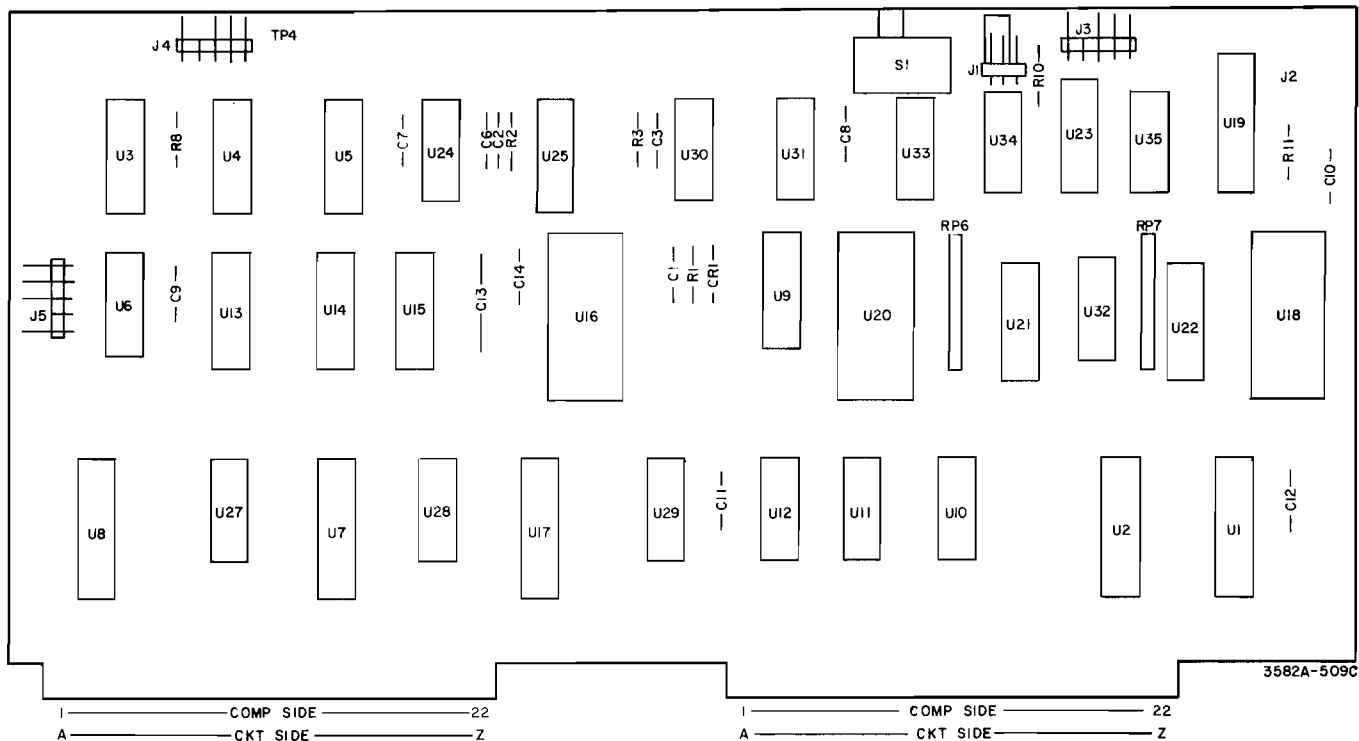 J4 TP4 S1 J1 R10 J3 J2
U3 R8 U4 U5 C7 U24 C6 C2 R2 U25 R3 C3 U30 U31 C8 U33 U34 U23 U35 U19 R11 C10
J5 U6 C9 U13 U14 U15 C13 C14 U16 C1 R1 CR1 U9 U20 RP6 U21 U32 RP7 U22 U18
U8 U27 U7 U28 U17 U29 C11 U12 U11 U10 U2 U1 C12
3582A-509C
1 COMP SIDE 22 1 COMP SIDE 22
A CKT SIDE Z A CKT SIDE Z